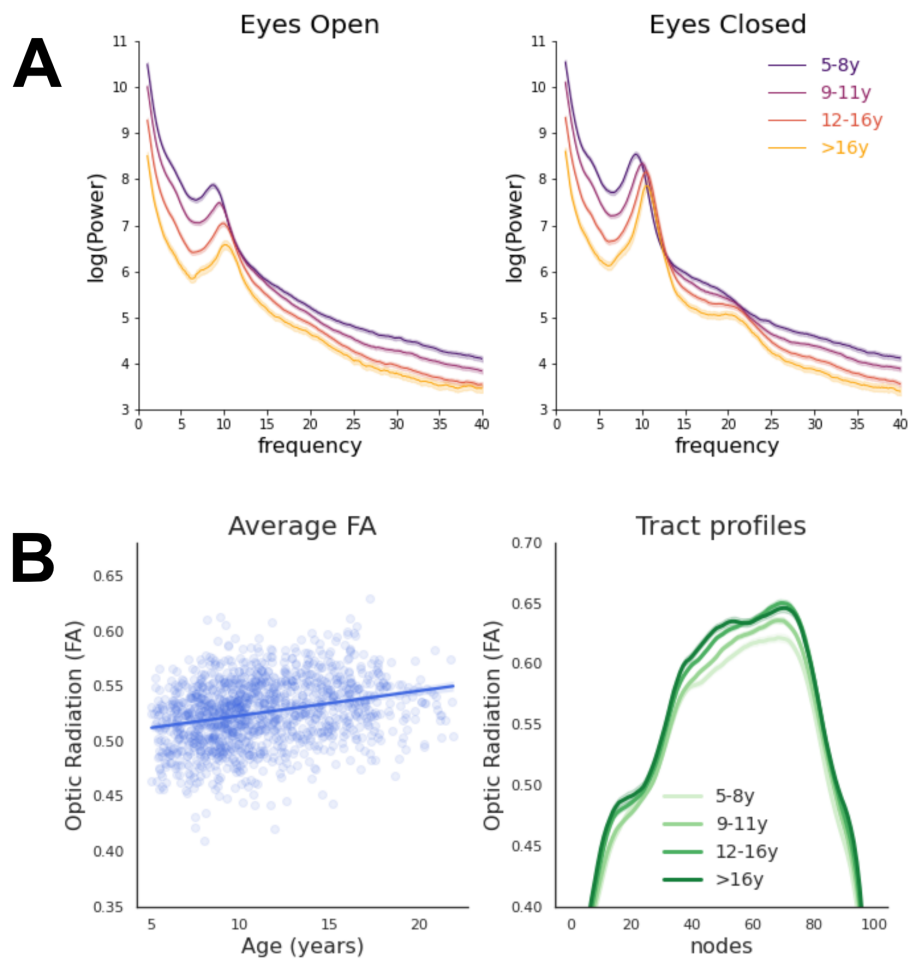 A
Eyes Open
11
10
9
8
7
6
5
4
3
log(Power)
0 5 10 15 20 25 30 35 40
frequency
Eyes Closed
11
10
9
8
7
6
5
4
3
log(Power)
0 5 10 15 20 25 30 35 40
frequency
5-8y
9-11y
12-16y
>16y
B
Average FA
0.65
0.60
0.55
0.50
0.45
0.40
0.35
Optic Radiation (FA)
5 10 15 20
Age (years)
Tract profiles
0.70
0.65
0.60
0.55
0.50
0.45
0.40
Optic Radiation (FA)
5-8y
9-11y
12-16y
>16y
0 20 40 60 80 100
nodes